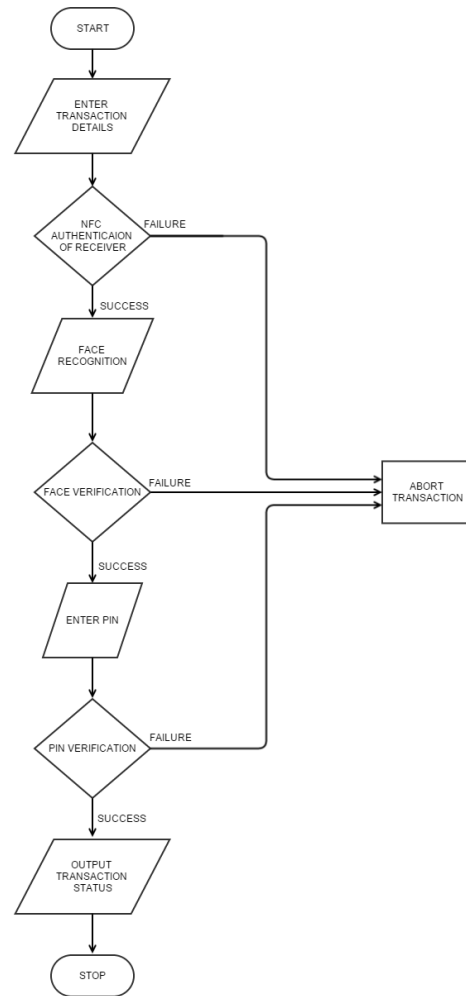 START
ENTER
TRANSACTION
DETAILS
NFC
AUTHENTICAION
OF RECEIVER
FAILURE
SUCCESS
FACE
RECOGNITION
FACE VERIFICATION
FAILURE
ABORT
TRANSACTION
SUCCESS
ENTER PIN
PIN VERIFICATION
FAILURE
SUCCESS
OUTPUT
TRANSACTION
STATUS
STOP